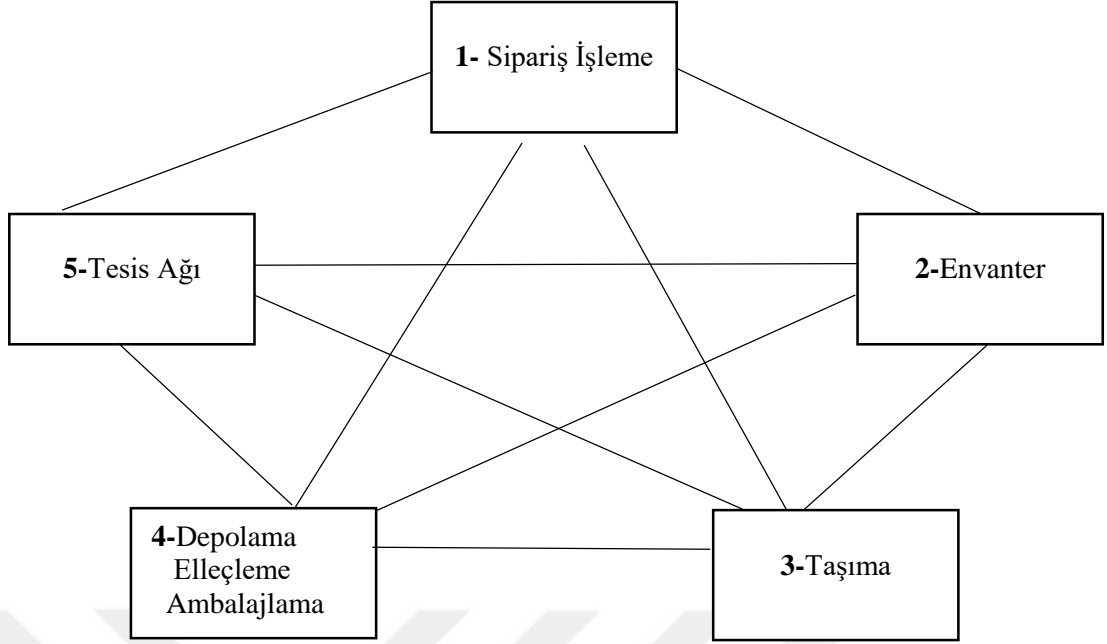 1- Sipariş İşleme
5-Tesis Ağı
2-Envanter
4-Depolama
Elleçleme
Ambalajlama
3-Taşıma